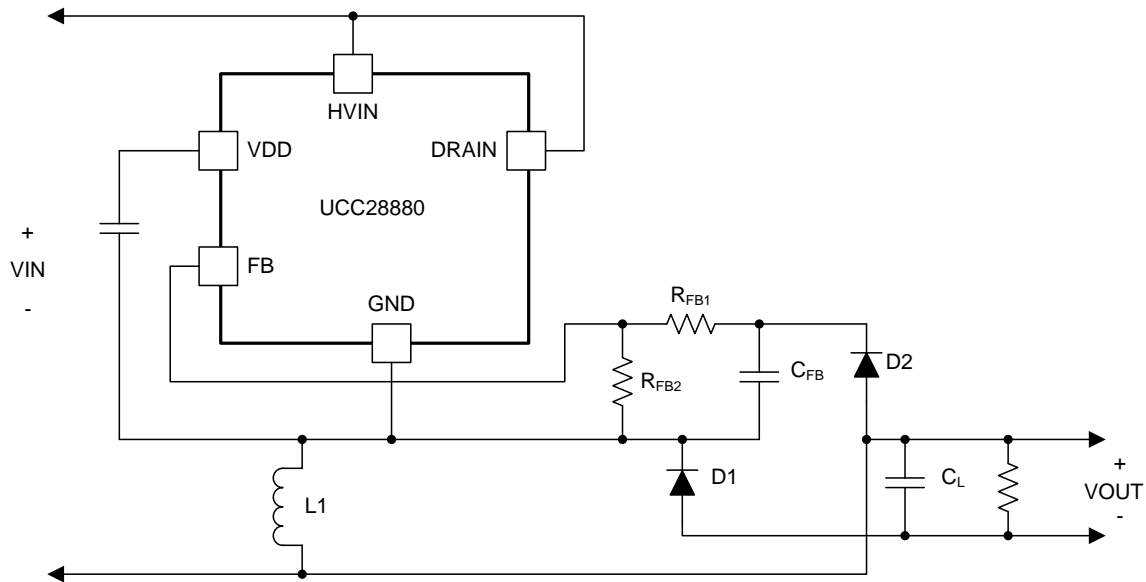 HVIN
VDD
DRAIN
UCC28880
+
VIN
-
FB
GND
RFB1
RFB2
CFB
D2
L1
D1
CL
+
VOUT
-